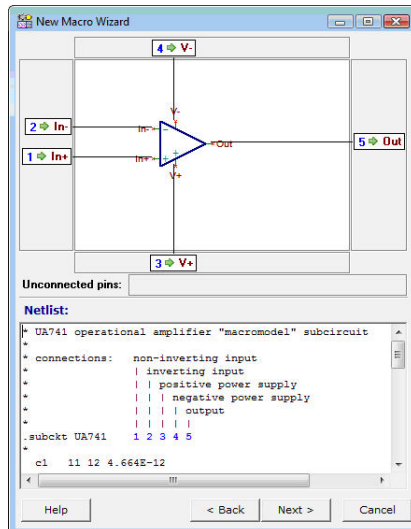 New Macro Wizard
4 V-
V-
2 In-
In-
1 In+
In+
Out
5 Out
V+
3 V+
Unconnected pins:
Netlist:
* UA741 operational amplifier "macromodel" subcircuit
*
* connections:   non-inverting input
*                | inverting input
*                | | positive power supply
*                | | | negative power supply
*                | | | | output
*                | | | | |
.subckt UA741    1 2 3 4 5
*
  c1   11 12 4.664E-12
Help
< Back
Next >
Cancel